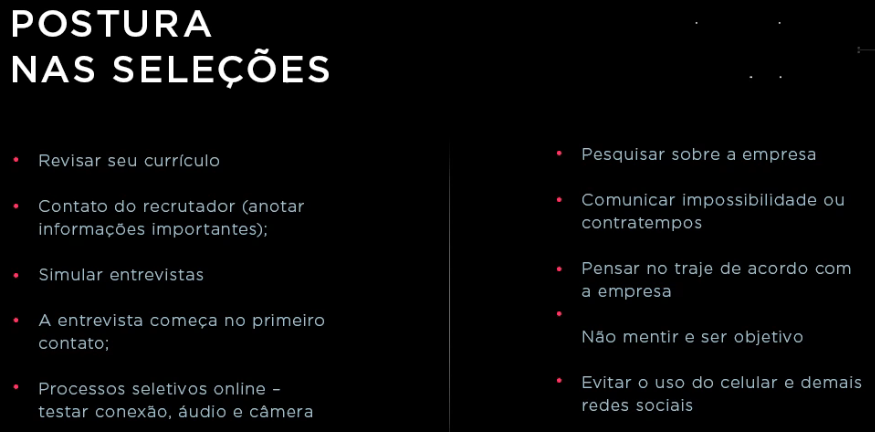 POSTURA
NAS SELEÇÕES
Revisar seu currículo
Contato do recrutador (anotar
informações importantes);
Simular entrevistas
A entrevista começa no primeiro
contato;
Processos seletivos online –
testar conexão, áudio e câmera
Pesquisar sobre a empresa
Comunicar impossibilidade ou
contratempos
Pensar no traje de acordo com
a empresa
Não mentir e ser objetivo
Evitar o uso do celular e demais
redes sociais